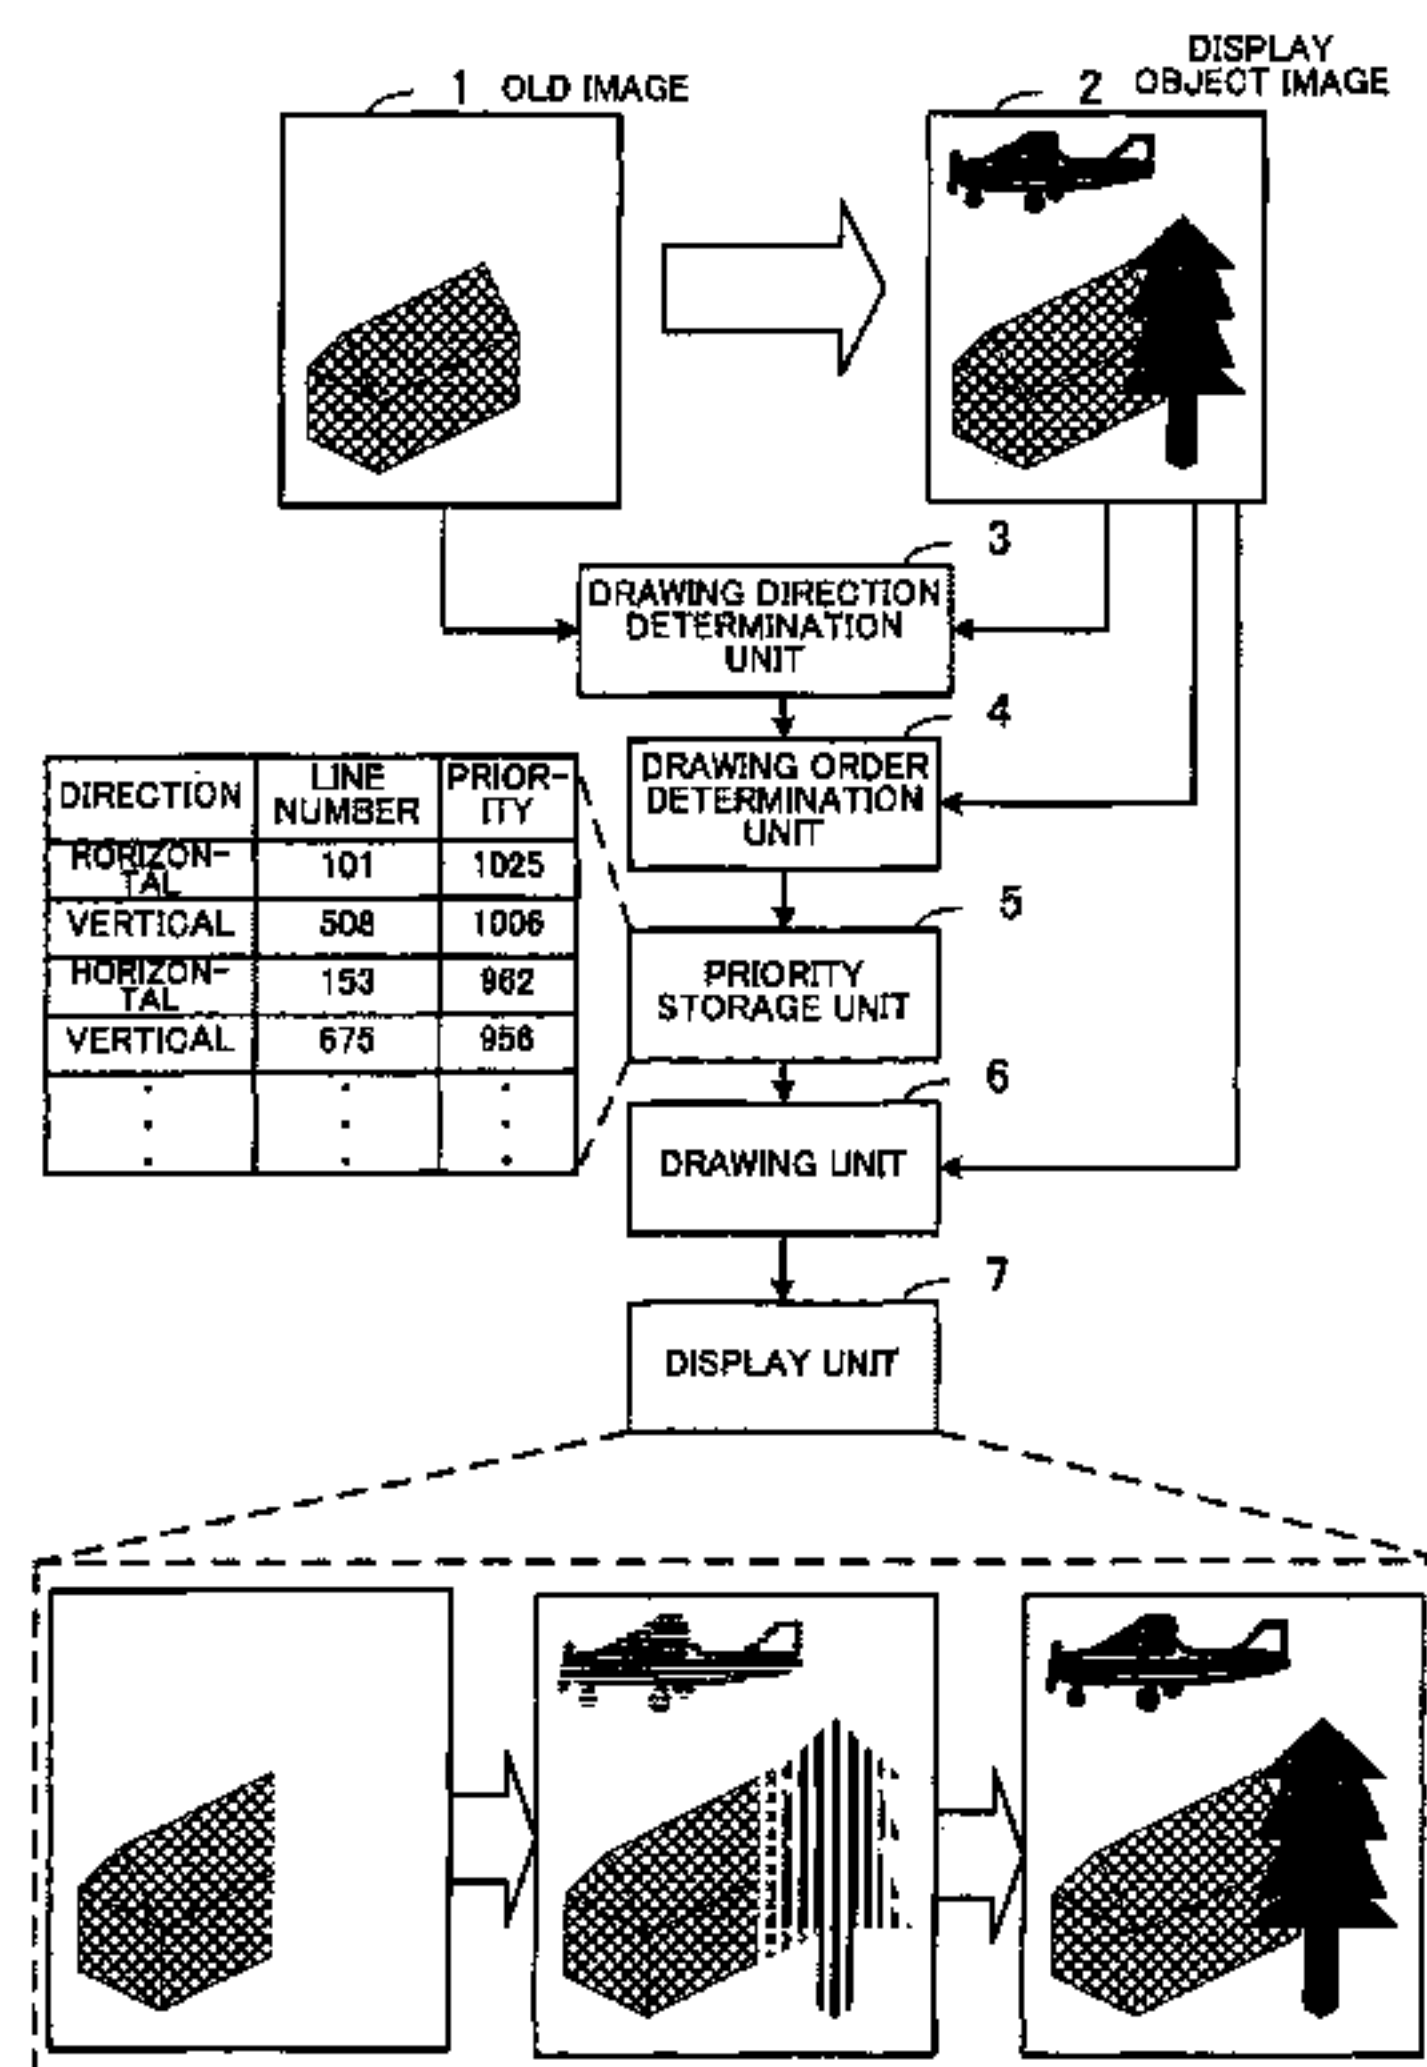 1 OLD IMAGE
DISPLAY
2 OBJECT IMAGE
3
DRAWING DIRECTION
DETERMINATION
UNIT
4
DRAWING ORDER
DETERMINATION
UNIT
DIRECTION LINE NUMBER PRIOR-ITY
HORIZON-TAL 101 1025
VERTICAL 508 1006
HORIZON-TAL 153 962
VERTICAL 675 956
5
PRIORITY
STORAGE UNIT
6
DRAWING UNIT
7
DISPLAY UNIT